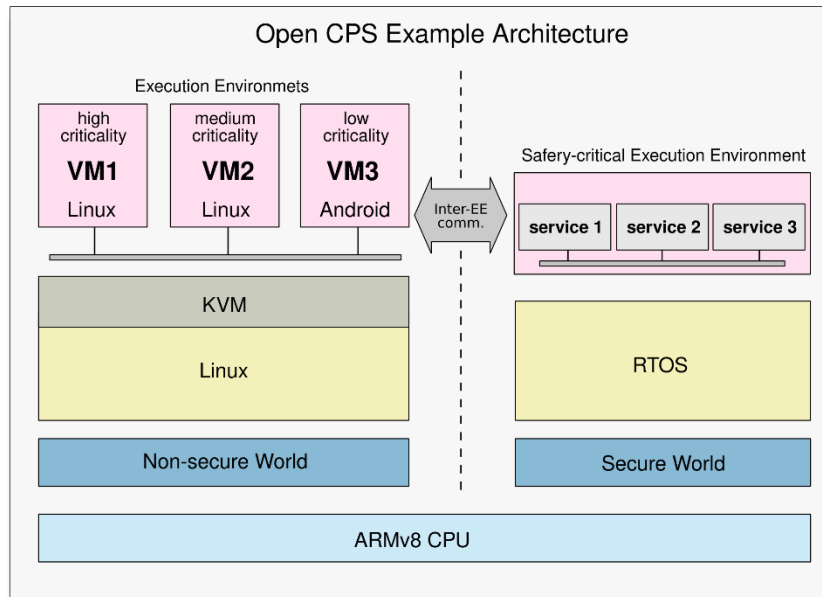 Open CPS Example Architecture
Execution Environmets
high
criticality
VM1
Linux
medium
criticality
VM2
Linux
low
criticality
VM3
Android
Inter-EE
comm.
Safery-critical Execution Environment
service 1
service 2
service 3
KVM
Linux
RTOS
Non-secure World
Secure World
ARMv8 CPU